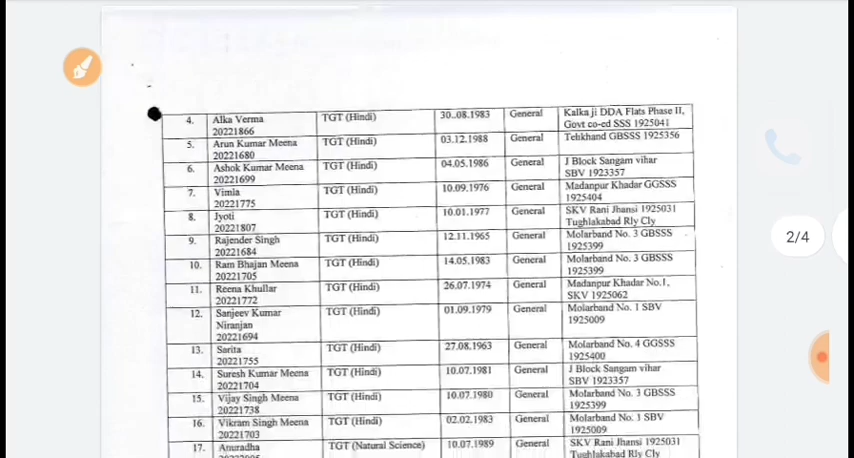 4. Alka Verma TGT (Hindi) 30..08.1983 General Kalkaji DDA Flats Phase II,
20221866 Govt co-ed SSS 1925041
5. Arun Kumar Meena TGT (Hindi) 03.12.1988 General Tehkhand GBSSS 1925356
20221680
6. Ashok Kumar Meena TGT (Hindi) 04.05.1986 General J Block Sangam vihar
20221699 SBV 1923357
7. Vimla TGT (Hindi) 10.09.1976 General Madanpur Khadar GGSSS
20221775 1925404
8. Jyoti TGT (Hindi) 10.01.1977 General SKV Rani Jhansi 1925031
20221807 Tughlakabad Rly Cly
9. Rajender Singh TGT (Hindi) 12.11.1965 General Molarband No. 3 GBSSS
20221684 1925399
10. Ram Bhajan Meena TGT (Hindi) 14.05.1983 General Molarband No. 3 GBSSS
20221705 1925399
11. Reena Khullar TGT (Hindi) 26.07.1974 General Madanpur Khadar No.1,
20221772 SKV 1925062
12. Sanjeev Kumar TGT (Hindi) 01.09.1979 General Molarband No. 1 SBV
Niranjan 1925009
20221694
13. Sarita TGT (Hindi) 27.08.1963 General Molarband No. 4 GGSSS
20221755 1925400
14. Suresh Kumar Meena TGT (Hindi) 10.07.1981 General J Block Sangam vihar
20221704 SBV 1923357
15. Vijay Singh Meena TGT (Hindi) 10.07.1980 General Molarband No. 3 GBSSS
20221738 1925399
16. Vikram Singh Meena TGT (Hindi) 02.02.1983 General Molarband No. 1 SBV
20221703 1925009
17. Anuradha TGT (Natural Science) 10.07.1989 General SKV Rani Jhansi 1925031
Tughlakabad Rly Cly
2/4